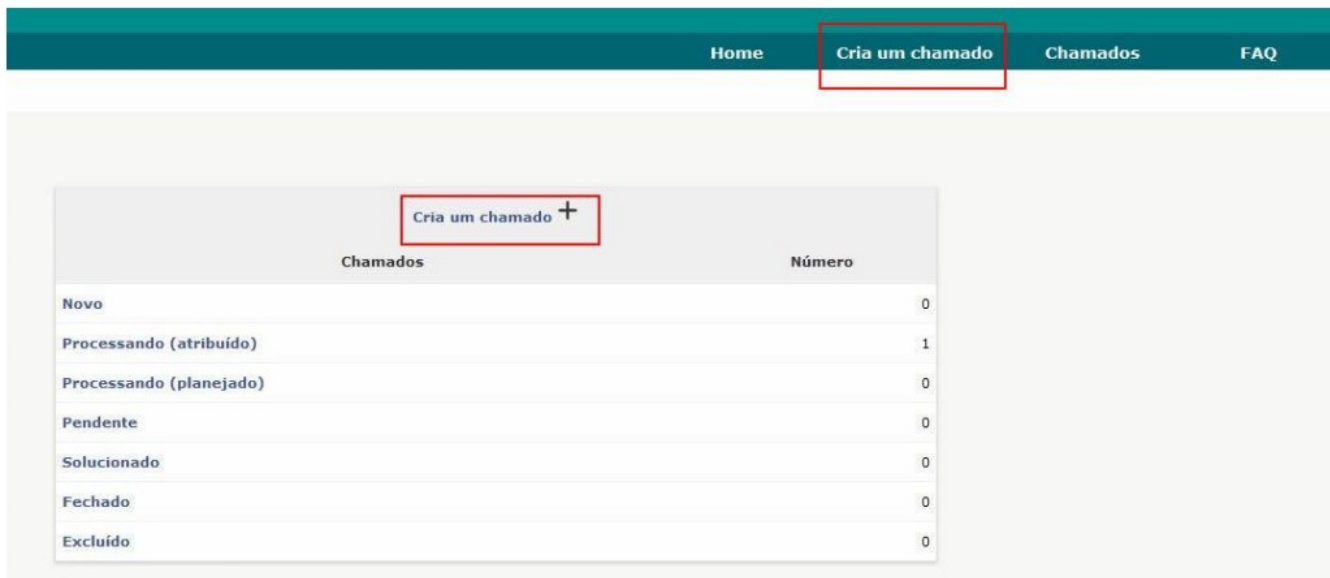 Home Cria um chamado Chamados FAQ
Cria um chamado +
Chamados Número
Novo 0
Processando (atribuído) 1
Processando (planejado) 0
Pendente 0
Solucionado 0
Fechado 0
Excluído 0